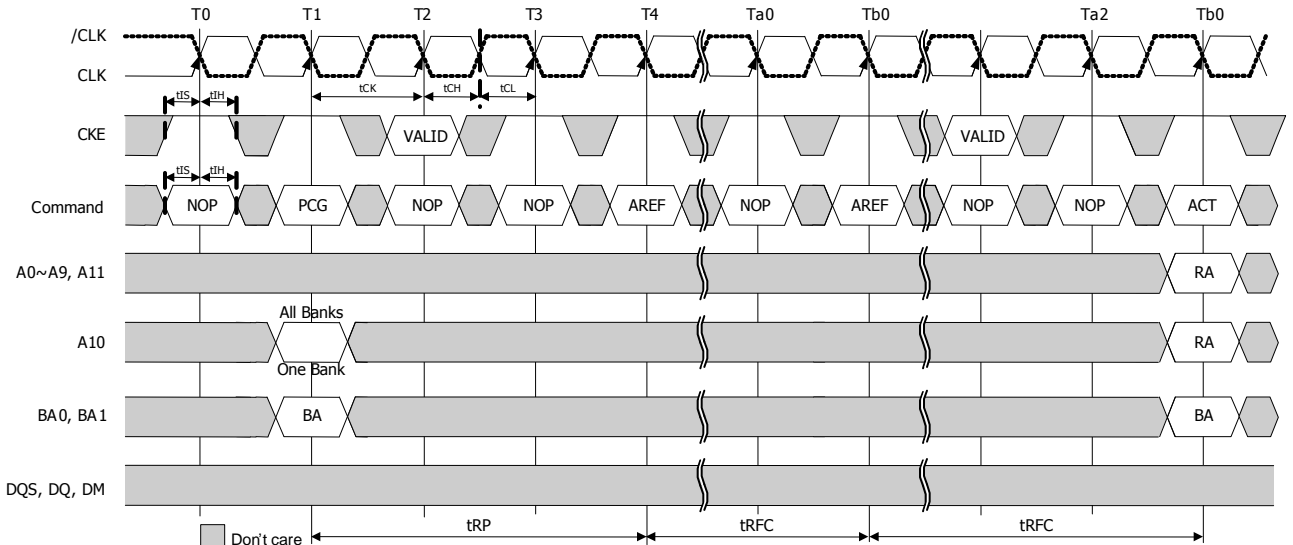 T0 T1 T2 T3 T4 Ta0 Tb0 Ta2 Tb0
/CLK
CLK
tCK tCH tCL
tIS tIH
CKE VALID VALID
tIS tIH
Command NOP PCG NOP NOP AREF NOP AREF NOP NOP ACT
A0~A9, A11 RA
All Banks
A10 RA
One Bank
BA0, BA1 BA BA
DQS, DQ, DM
tRP tRFC tRFC
Don't care